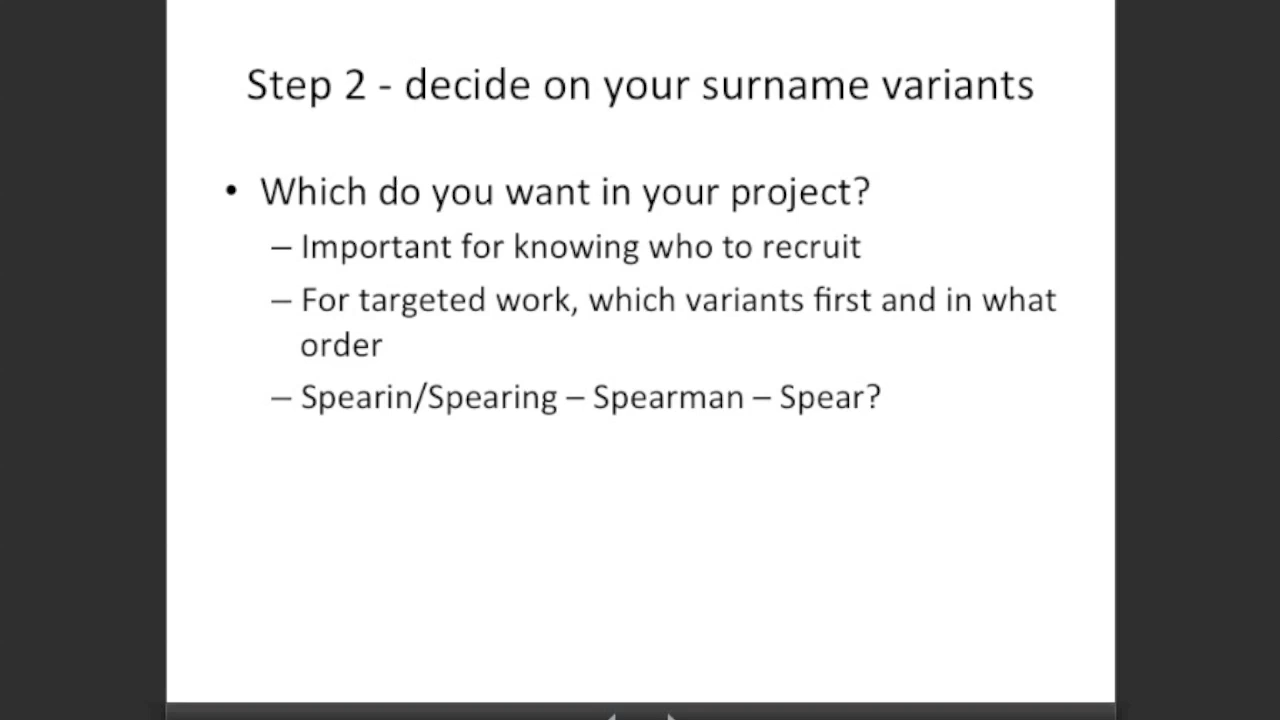 Step 2 - decide on your surname variants
• Which do you want in your project?
– Important for knowing who to recruit
– For targeted work, which variants first and in what
order
– Spearin/Spearing – Spearman – Spear?